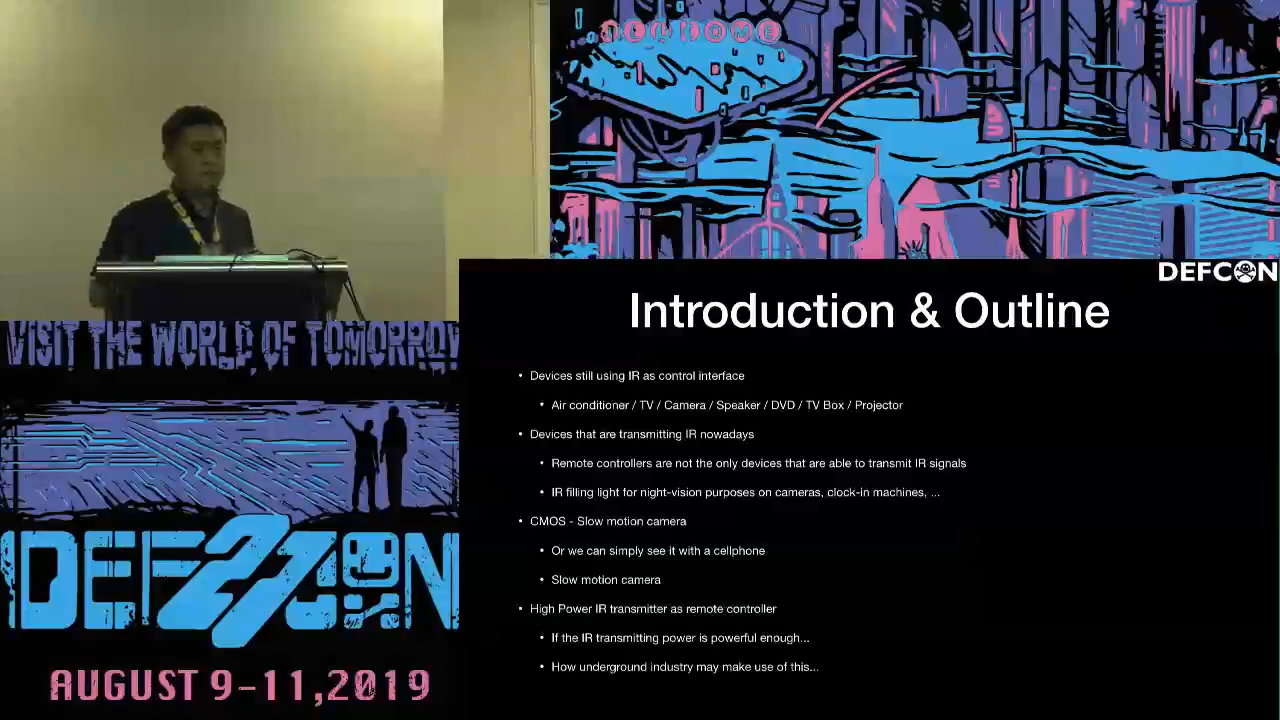 WELCOME
DEFCON
Introduction & Outline
• Devices still using IR as control interface
• Air conditioner / TV / Camera / Speaker / DVD / TV Box / Projector
• Devices that are transmitting IR nowadays
• Remote controllers are not the only devices that are able to transmit IR signals
• IR filling light for night-vision purposes on cameras, clock-in machines, ...
• CMOS - Slow motion camera
• Or we can simply see it with a cellphone
• Slow motion camera
• High Power IR transmitter as remote controller
• If the IR transmitting power is powerful enough...
• How underground industry may make use of this...
VISIT THE WORLD OF TOMORROW
DEF27CON
AUGUST 9-11,2019